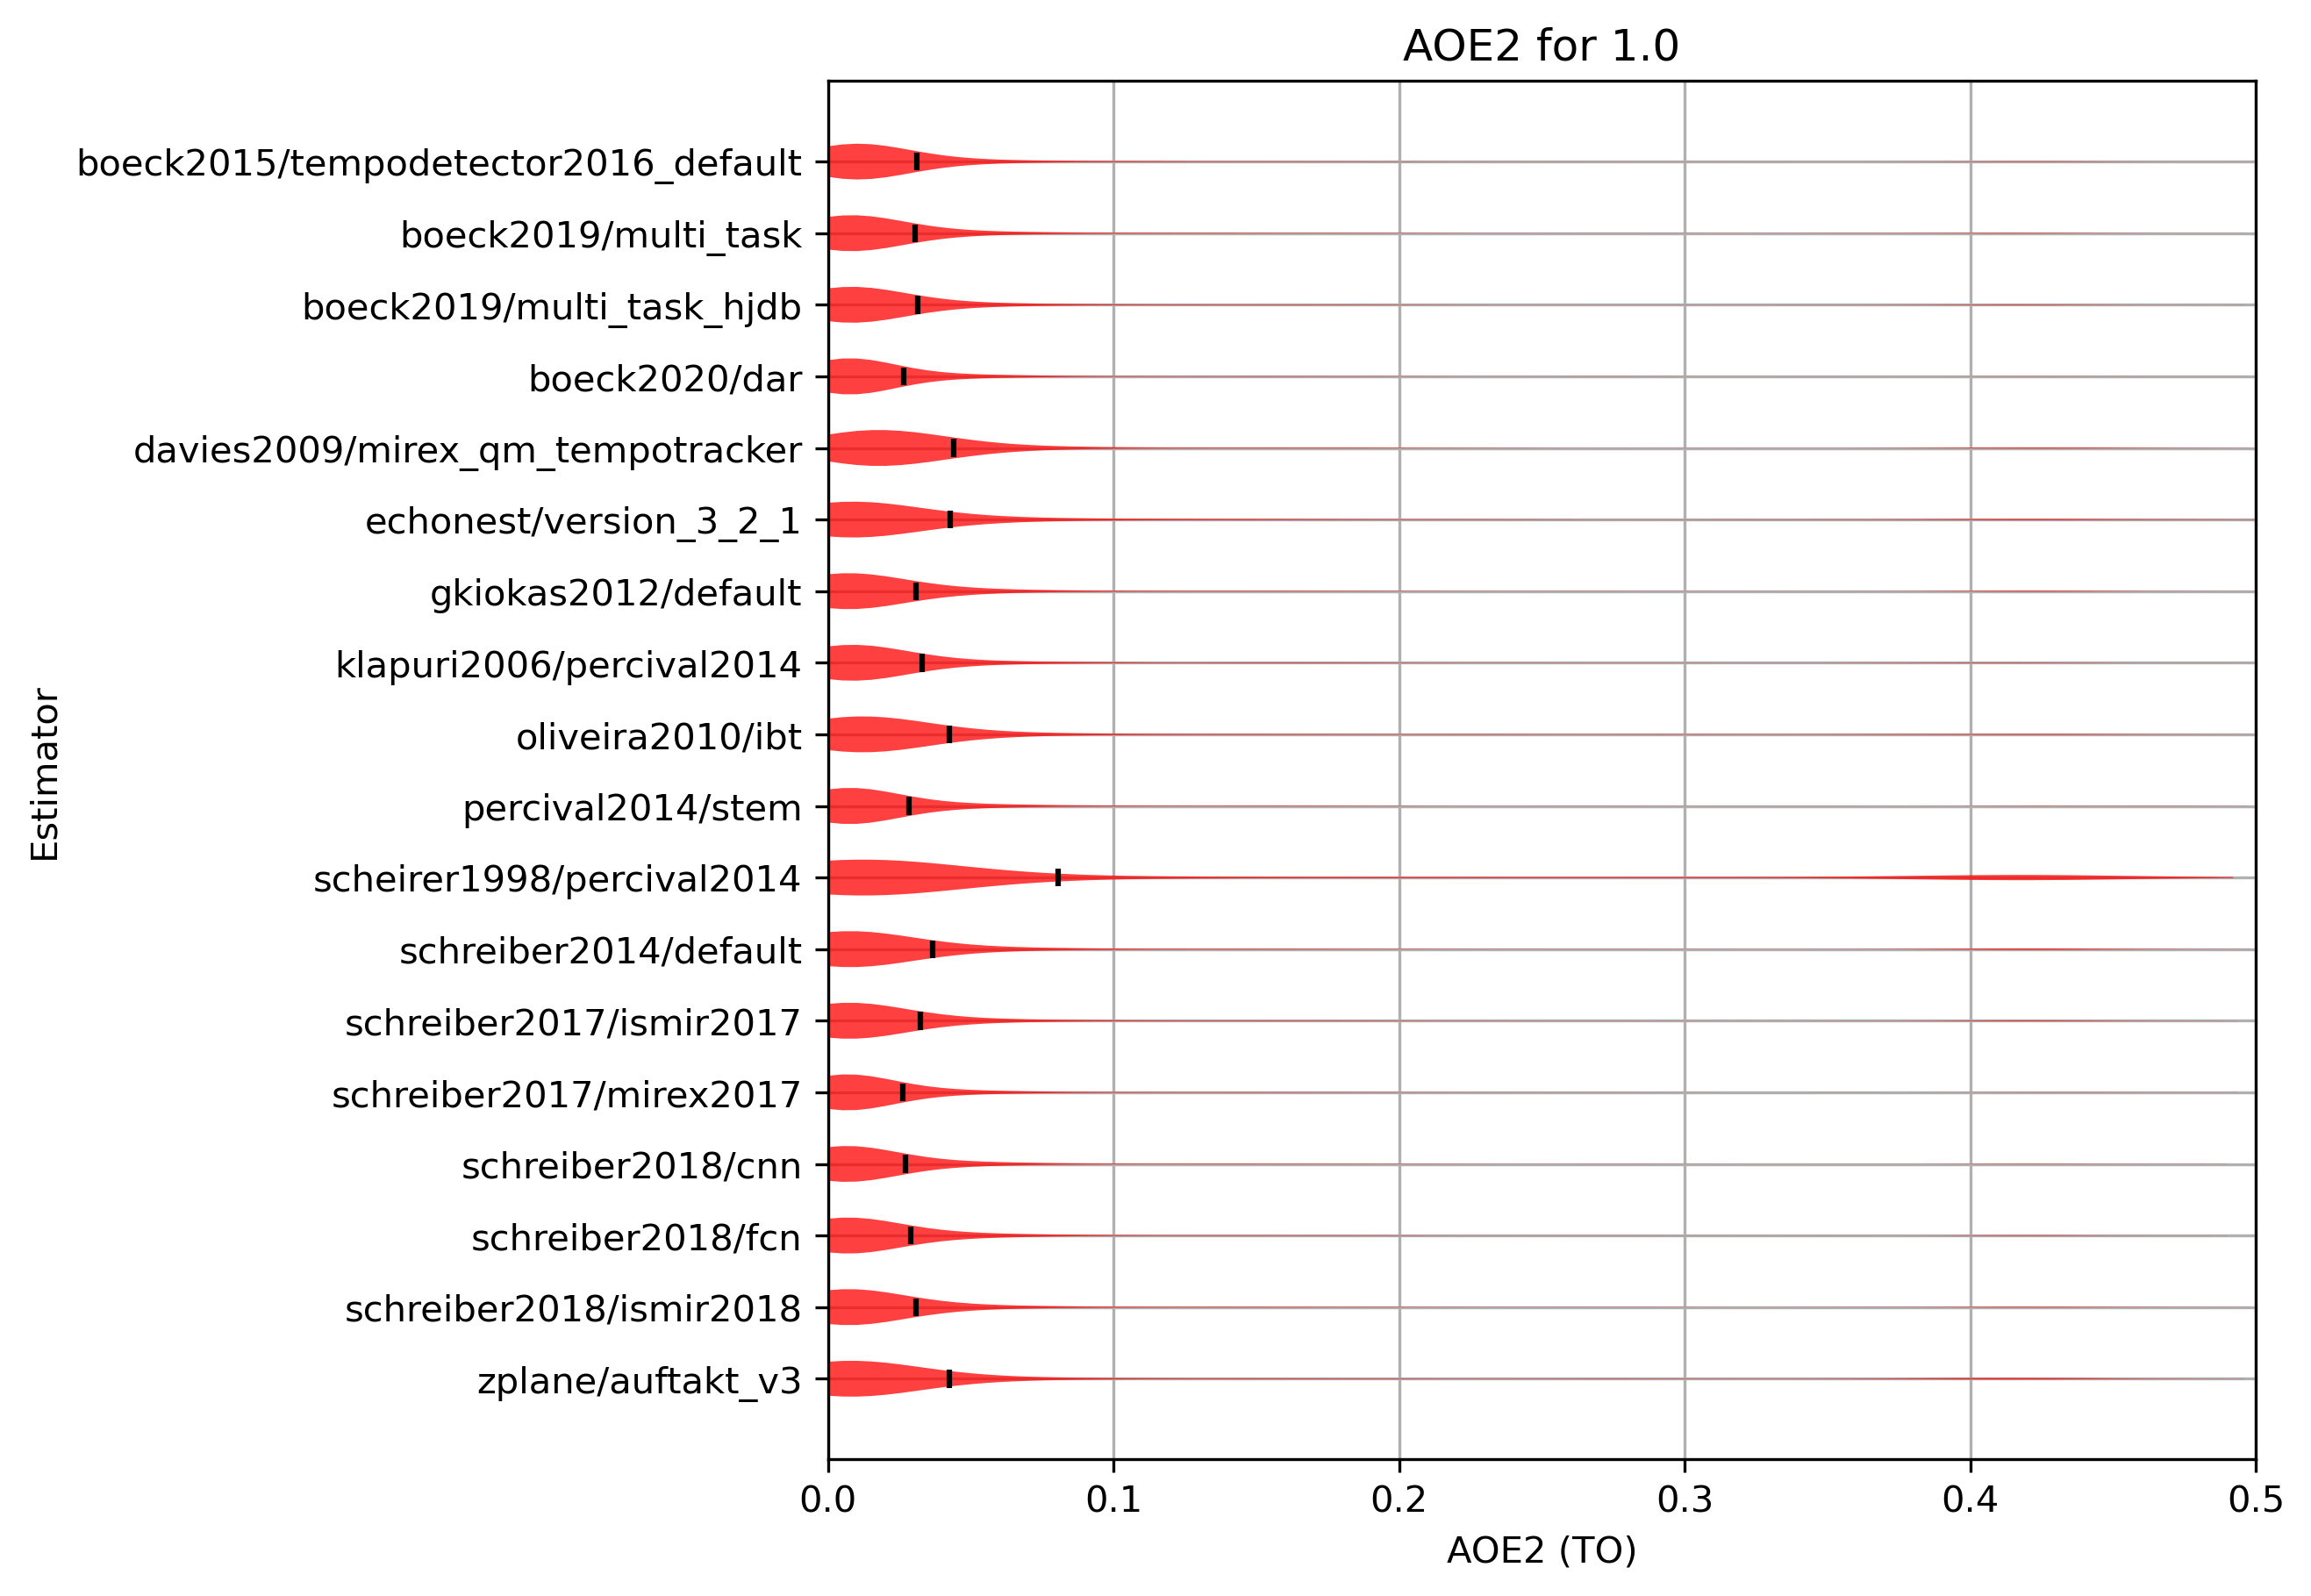 AOE2 for 1.0
boeck2015/tempodetector2016_default
boeck2019/multi_task
boeck2019/multi_task_hjdb
boeck2020/dar
davies2009/mirex_qm_tempotracker
echonest/version_3_2_1
gkiokas2012/default
klapuri2006/percival2014
oliveira2010/ibt
percival2014/stem
scheirer1998/percival2014
schreiber2014/default
schreiber2017/ismir2017
schreiber2017/mirex2017
schreiber2018/cnn
schreiber2018/fcn
schreiber2018/ismir2018
zplane/auftakt_v3
Estimator
0.0 0.1 0.2 0.3 0.4 0.5
AOE2 (TO)